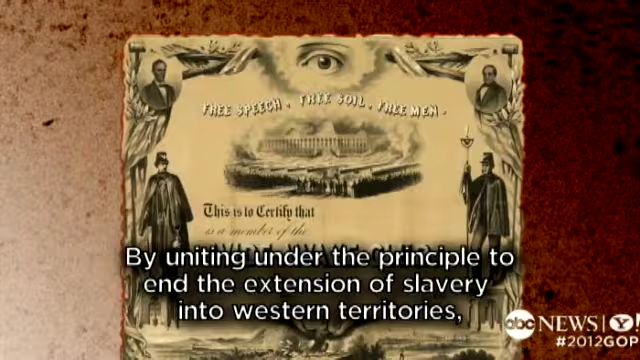 FREE SPEECH, FREE SOIL, FREE MEN.
This is to Certify that
is a member of the
By uniting under the principle to
end the extension of slavery
into western territories,
abc NEWS | Y!
#2012GOP